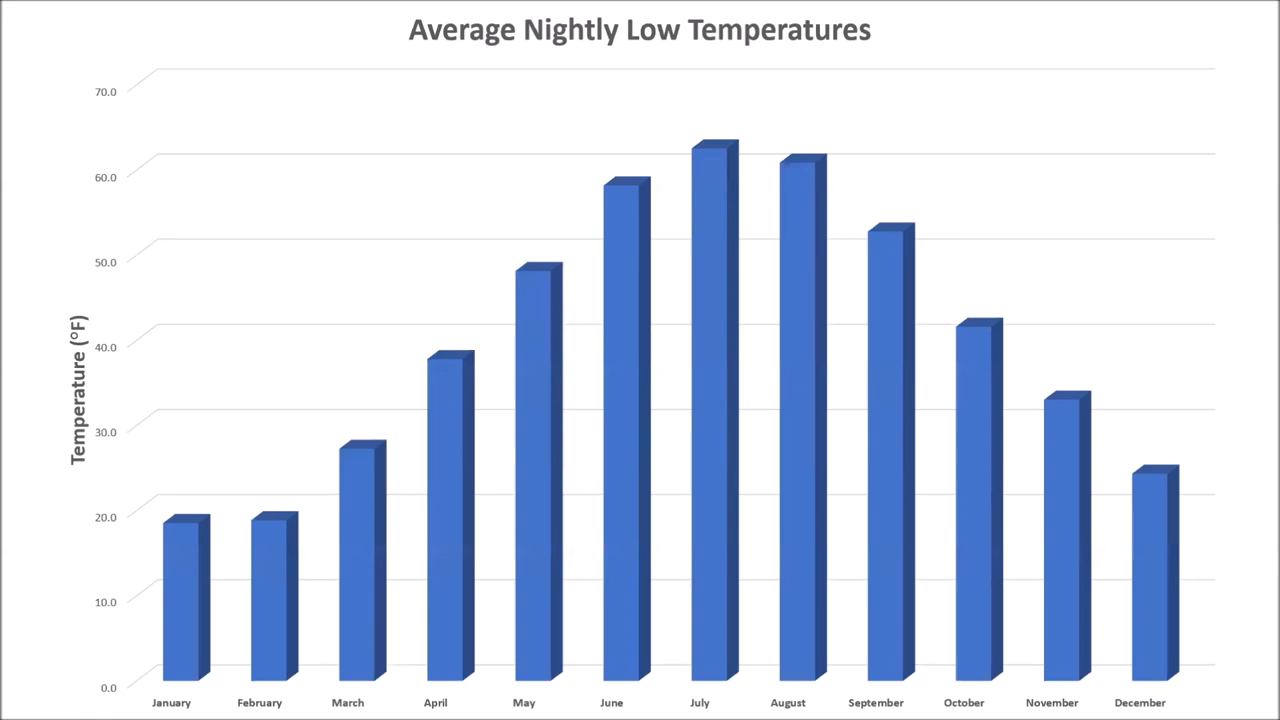 Average Nightly Low Temperatures
Temperature (°F)
70.0
60.0
50.0
40.0
30.0
20.0
10.0
0.0
January February March April May June July August September October November December